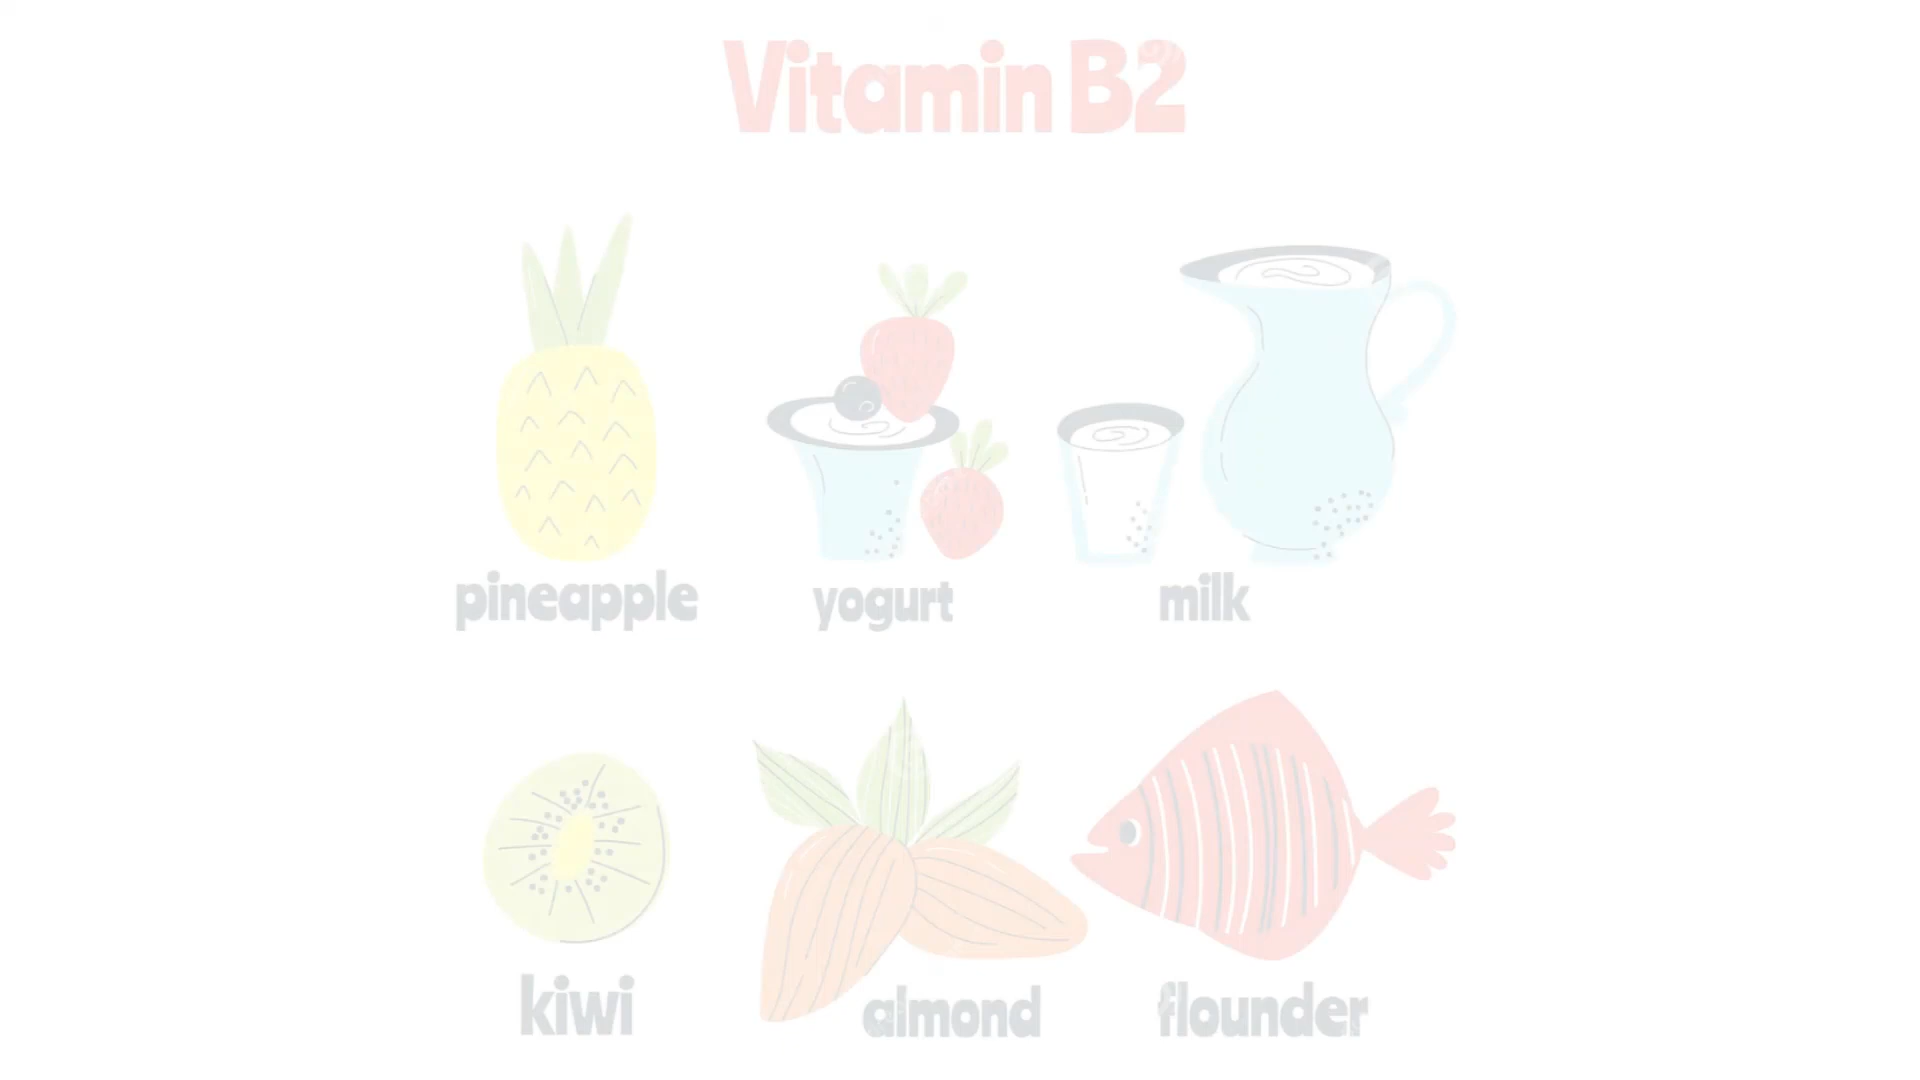 Vitamin B2
pineapple
yogurt
milk
kiwi
almond
flounder